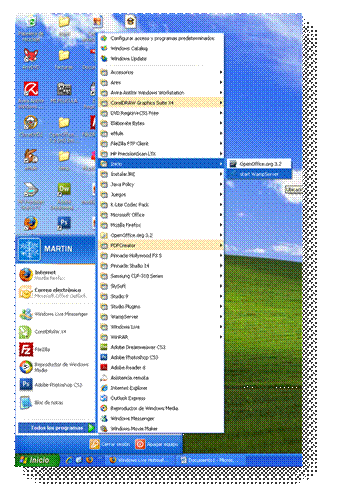 Configurar acceso y programas predeterminados
Windows Catalog
Windows Update
Accesorios
Ares
Avira AntiVir Windows Workstation
CorelDRAW Graphics Suite X4
DVD Regionx CSS Free
Elaborate Bytes
eMule
FileZilla FTP Client
HP PrecisionScan LTX
Inicio
OpenOffice.org 3.2
start WampServer
Java Policy
Juegos
K-Lite Codec Pack
Microsoft Office
Mozilla Firefox
OpenOffice.org 3.2
PDFCreator
Pinnacle Hollywood FX 5
Pinnacle Studio 14
Samsung CLP-310 Series
SlySoft
Studio 9
Studio Plugins
WampServer
Windows Live
WinRAR
Adobe Dreamweaver CS3
Adobe Photoshop CS3
Adobe Reader 8
Asistencia remota
Internet Explorer
Outlook Express
Reproductor de Windows Media
Windows Messenger
Windows Movie Maker
MARTIN
Internet
Mozilla Firefox
Correo electrónico
Microsoft Office Outlook
Windows Live Messenger
CorelDRAW X4
FileZilla
Reproductor de Windows Media
Adobe Photoshop CS3
Bloc de notas
Todos los programas
Cerrar sesión
Apagar equipo
Inicio
Windows Live Hotmail...
Documento1 - Micros...